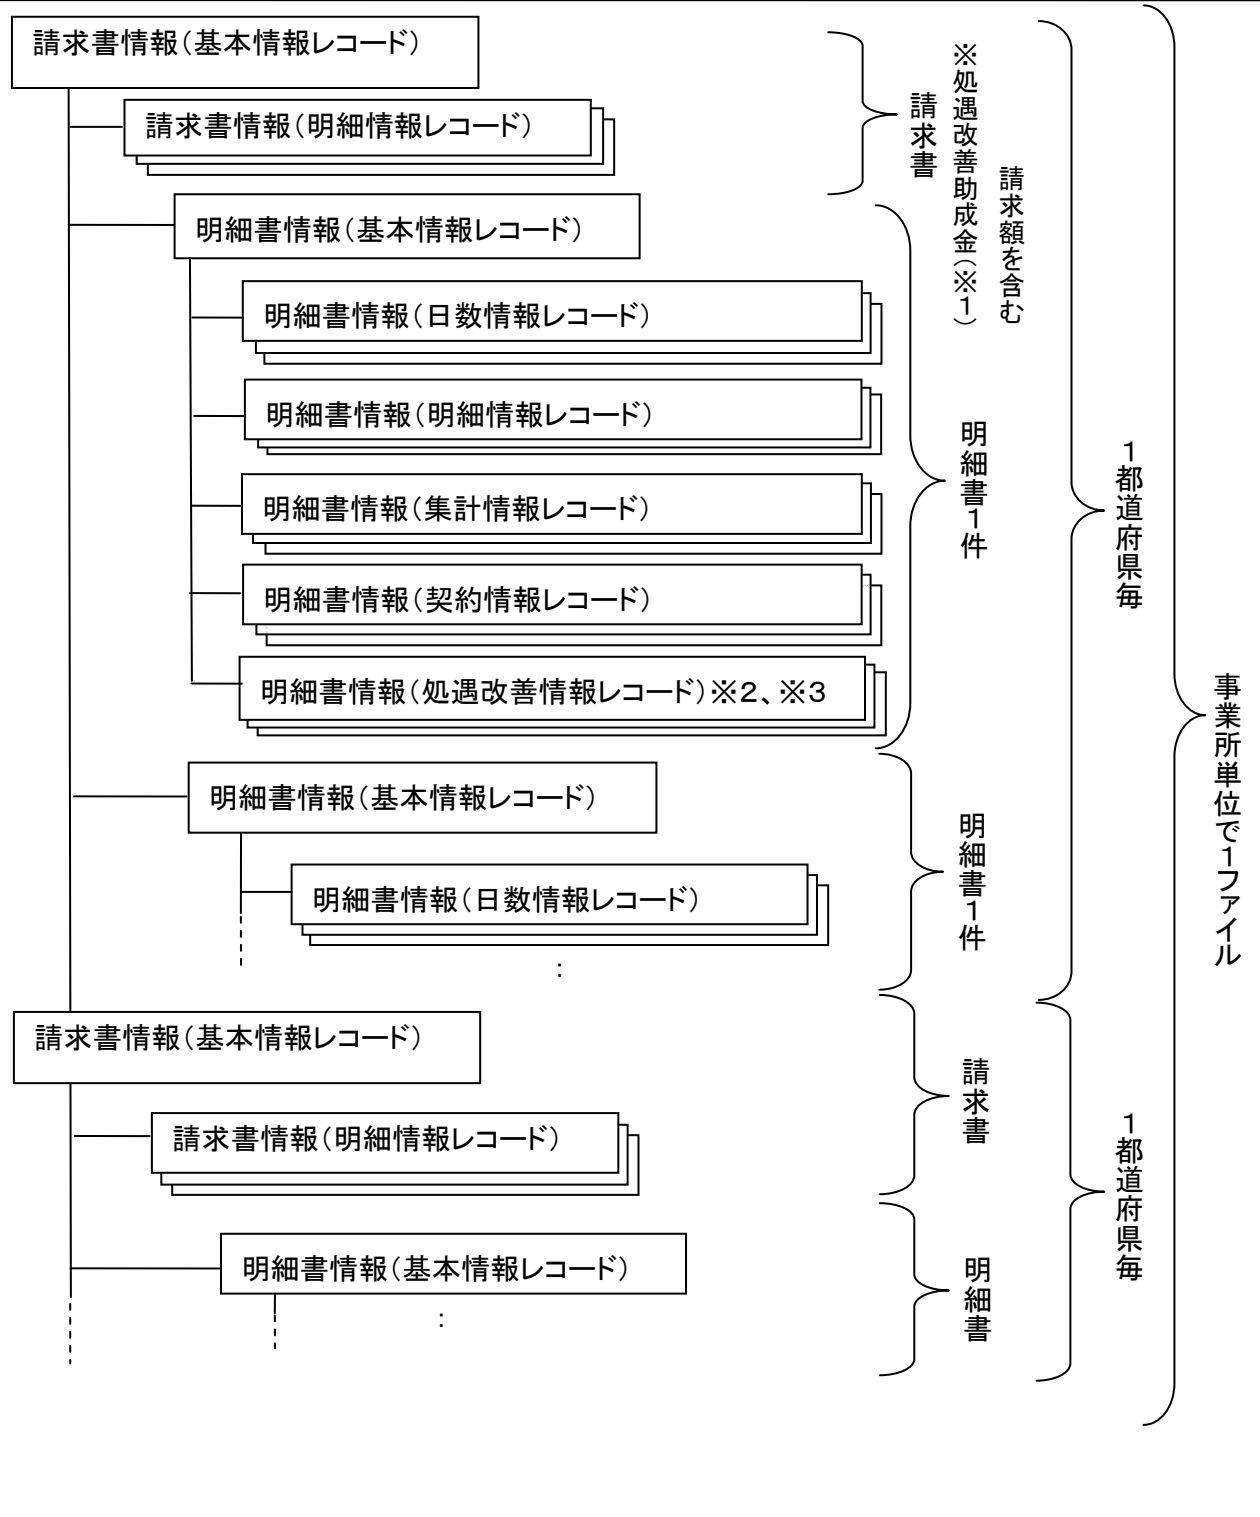 請求書情報（基本情報レコード）
請求書情報（明細情報レコード）
明細書情報（基本情報レコード）
明細書情報（日数情報レコード）
明細書情報（明細情報レコード）
明細書情報（集計情報レコード）
明細書情報（契約情報レコード）
明細書情報（処遇改善情報レコード）※２、※３
明細書情報（基本情報レコード）
明細書情報（日数情報レコード）
：
請求書情報（基本情報レコード）
請求書情報（明細情報レコード）
明細書情報（基本情報レコード）
：
請求書
※処遇改善助成金（※１）
請求額を含む
明細書１件
明細書１件
請求書
明細書
１都道府県毎
１都道府県毎
事業所単位で１ファイル